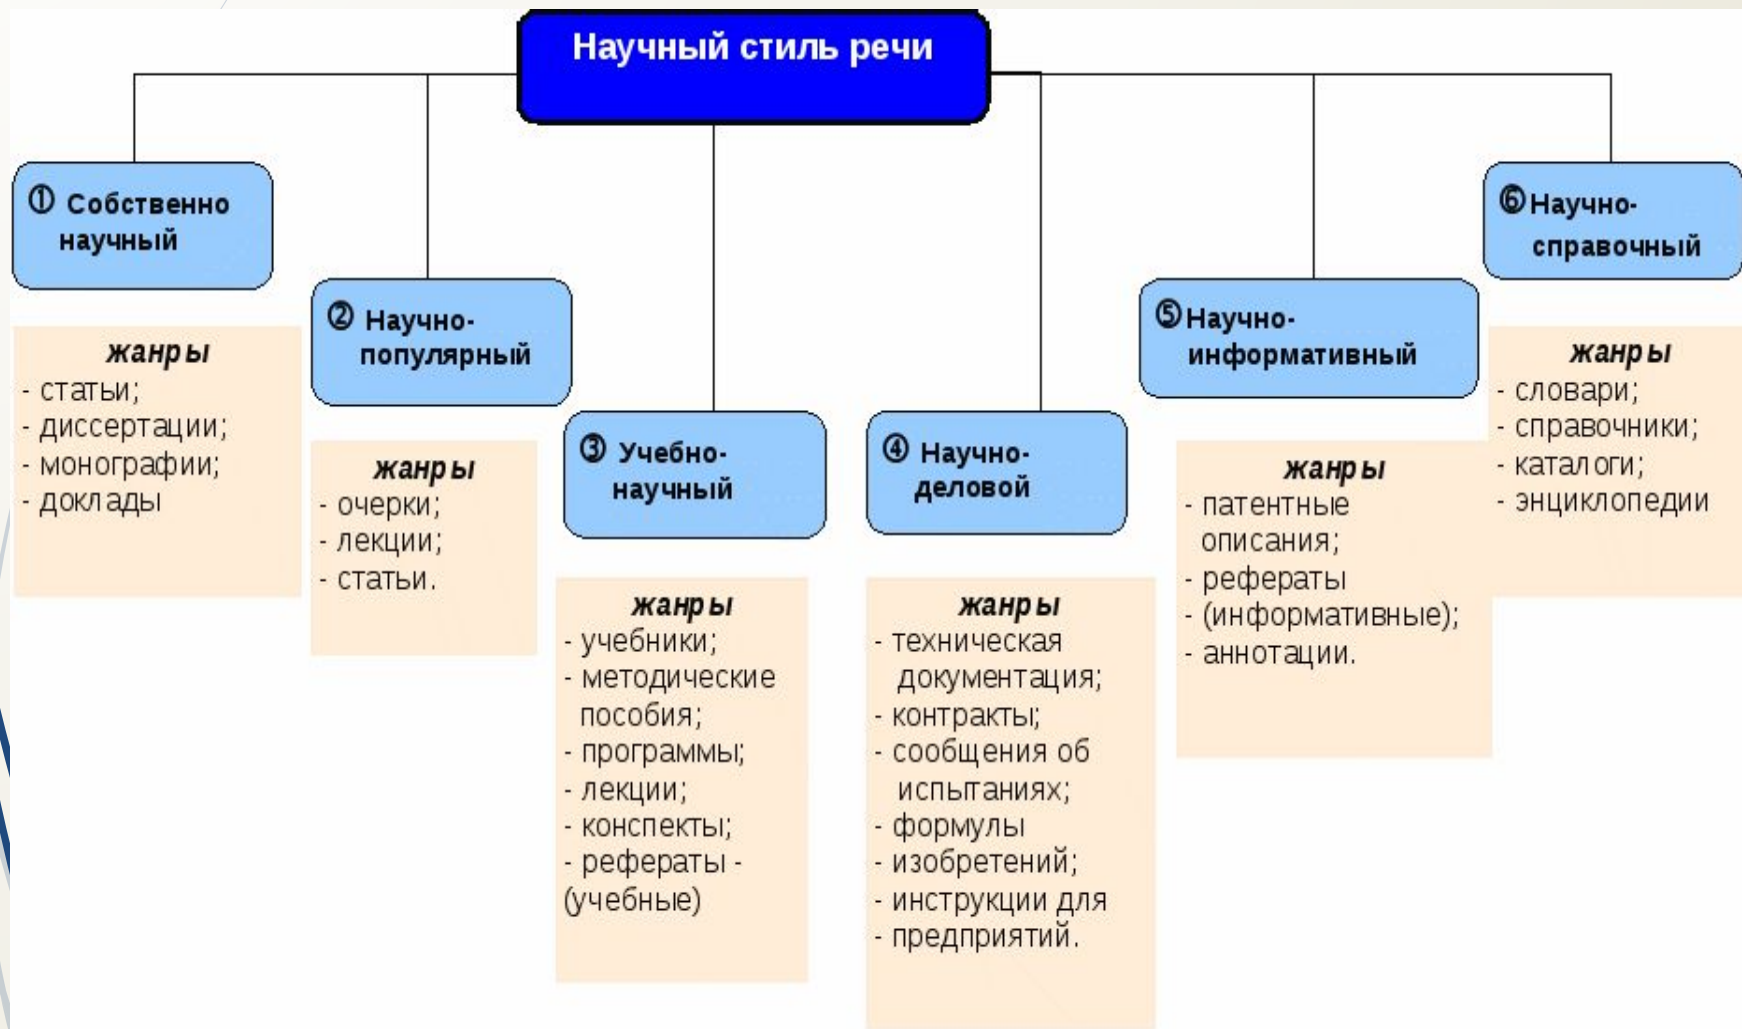 Научный стиль речи
① Собственно
научный
жанры
- статьи;
- диссертации;
- монографии;
- доклады
② Научно-
популярный
жанры
- очерки;
- лекции;
- статьи.
③ Учебно-
научный
жанры
- учебники;
- методические
пособия;
- программы;
- лекции;
- конспекты;
- рефераты -
(учебные)
④ Научно-
деловой
жанры
- техническая
документация;
- контракты;
- сообщения об
испытаниях;
- формулы
- изобретений;
- инструкции для
- предприятий.
⑤ Научно-
информативный
жанры
- патентные
описания;
- рефераты
- (информативные);
- аннотации.
⑥ Научно-
справочный
жанры
- словари;
- справочники;
- каталоги;
- энциклопедии